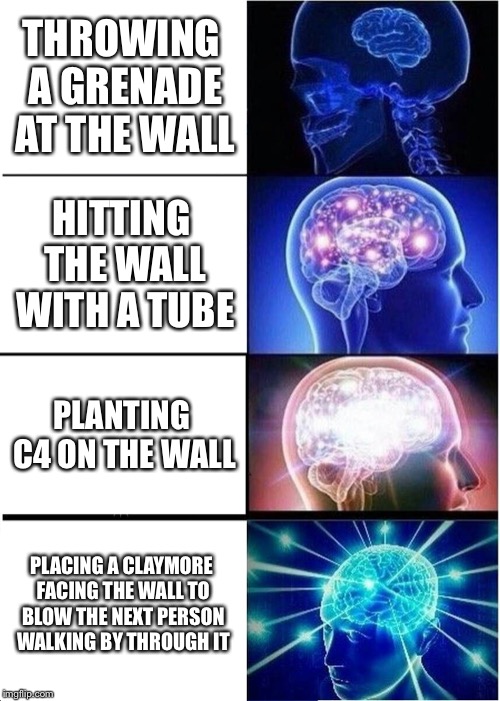 THROWING
A GRENADE
AT THE WALL
HITTING
THE WALL
WITH A TUBE
PLANTING
C4 ON THE WALL
PLACING A CLAYMORE
FACING THE WALL TO
BLOW THE NEXT PERSON
WALKING BY THROUGH IT
imgflip.com